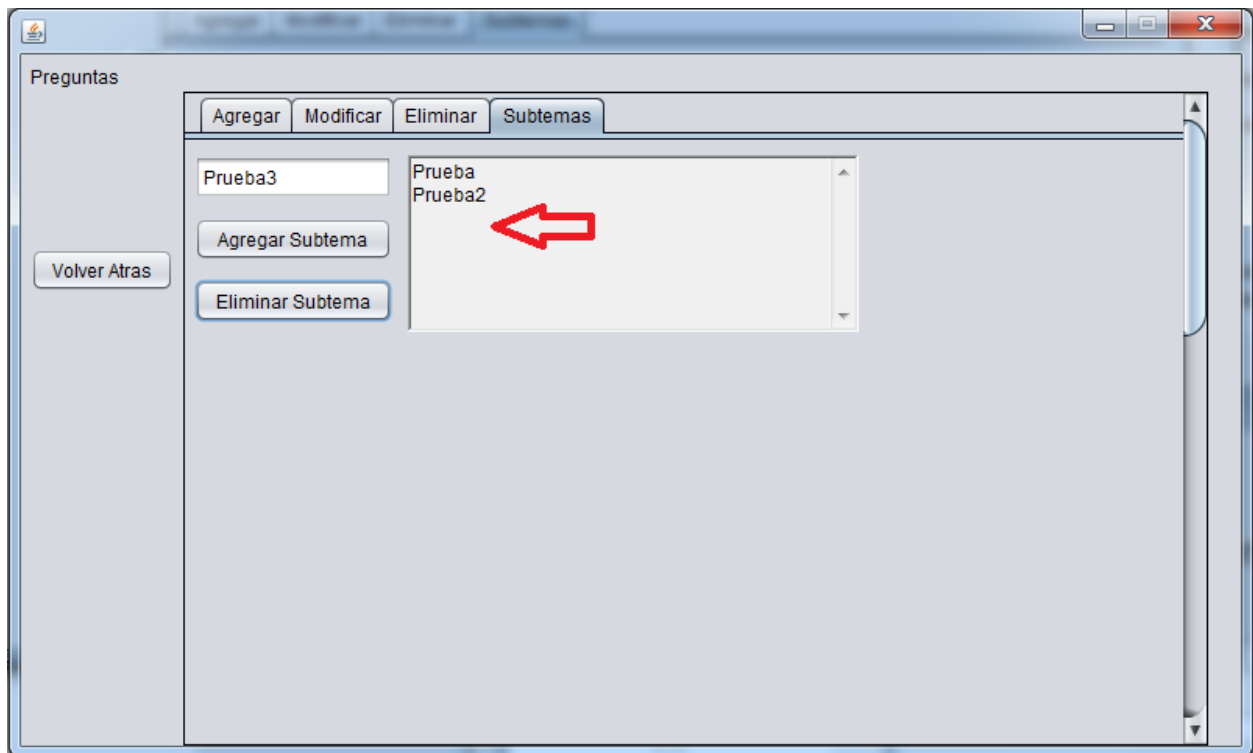 Preguntas
Agregar Modificar Eliminar Subtemas
Prueba3
Prueba
Prueba2
Agregar Subtema
Volver Atras
Eliminar Subtema